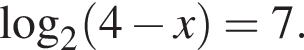 log₂(4 − x) = 7.